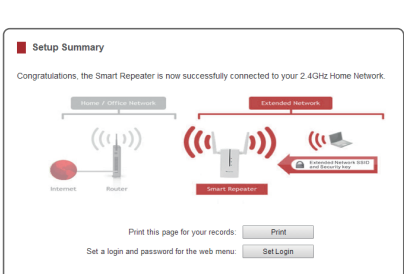 Setup Summary
Congratulations, the Smart Repeater is now successfully connected to your 2.4GHz Home Network.
Home / Office Network
Extended Network
Extended Network SSID
and Security key
Internet
Router
Smart Repeater
Print this page for your records: Print
Set a login and password for the web menu: Set Login